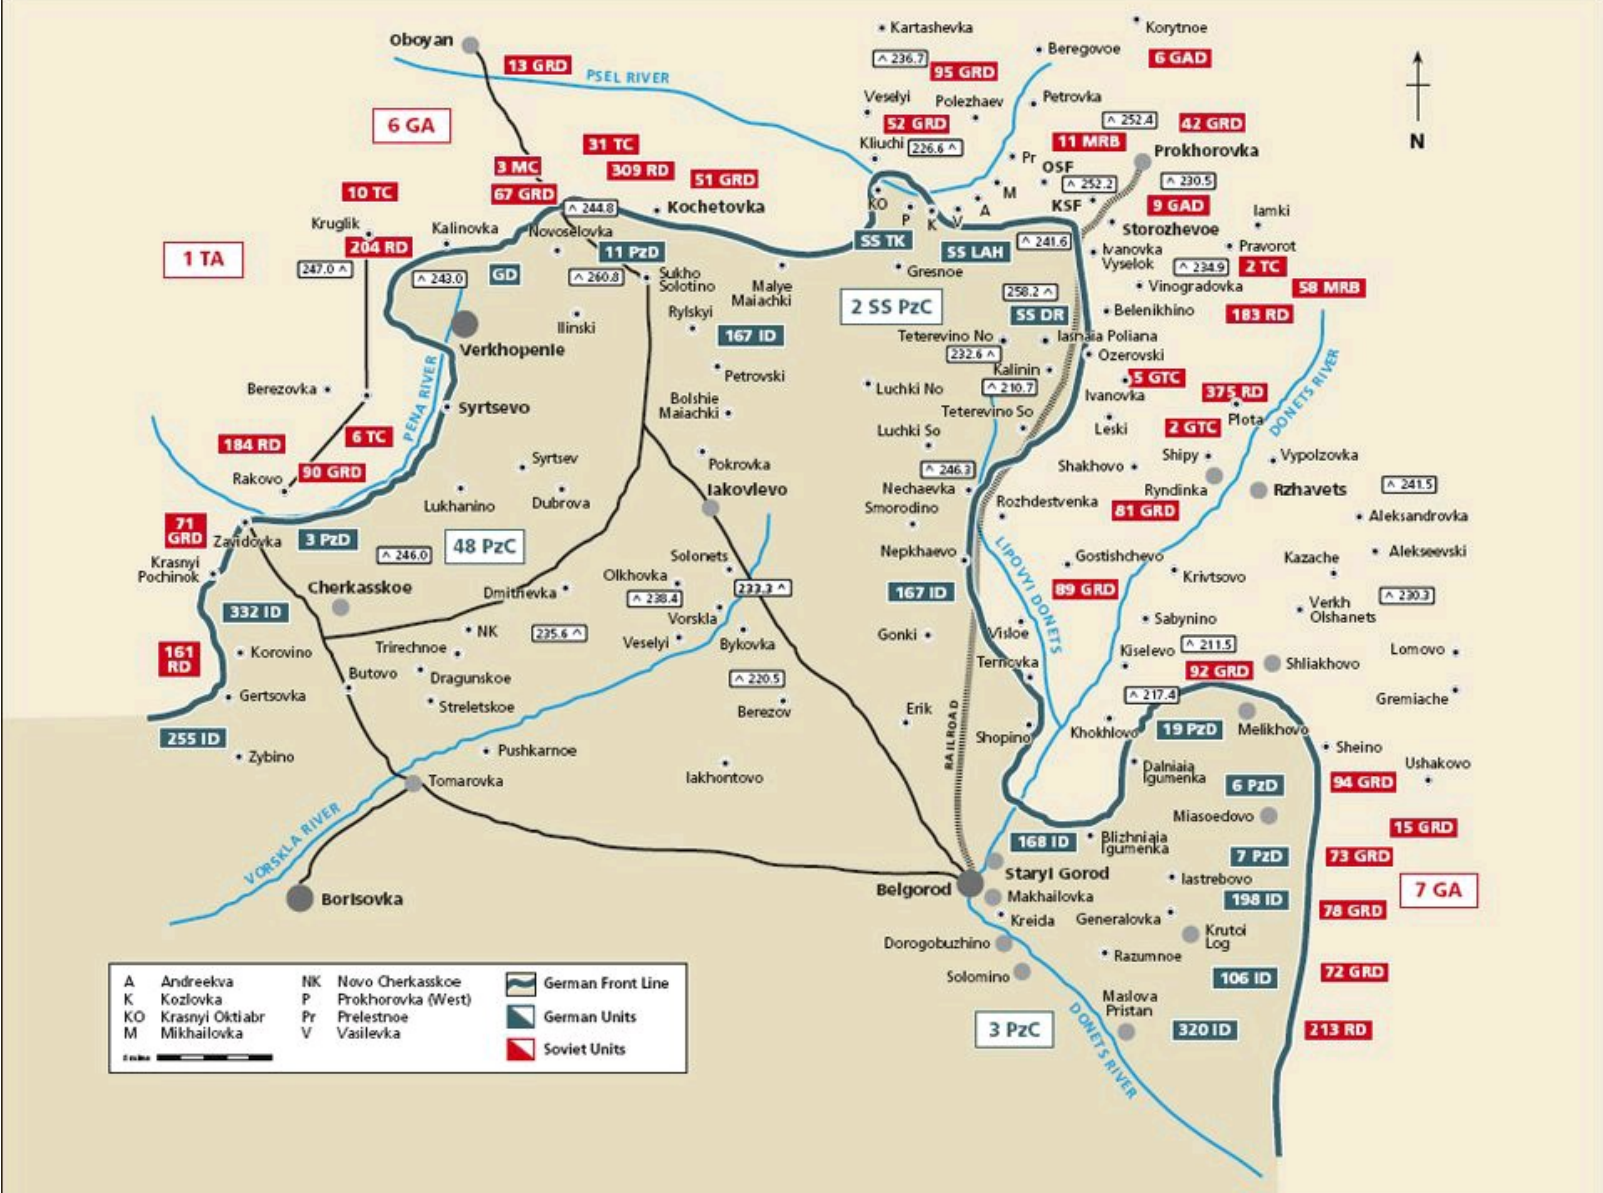 Kartashevka
Korytnoe
Oboyan
Beregovoe
236.7
6 GAD
13 GRD
95 GRD
PSEL RIVER
Veselyi
Polezhaev
Petrovka
6 GA
52 GRD
252.4
42 GRD
31 TC
Kliuchi
226.6
11 MRB
N
Prokhorovka
3 MC
309 RD
51 GRD
Pr
OSF
252.2
230.5
10 TC
67 GRD
244.8
Kochetovka
KO
P
K
V
A
M
KSF
9 GAD
Iamki
Kruglik
204 RD
Kalinovka
Novoselovka
11 PzD
SS TK
SS LAH
241.6
Storozhevoe
Pravorot
1 TA
247.0
243.0
GD
260.8
Sukho
Solotino
Malye
Maiachki
Gresnoe
Ivanovka
Vyselok
234.9
2 TC
58 MRB
258.2
Vinogradovka
Ilinski
Rylskyi
2 SS PzC
SS DR
Belenikhino
183 RD
Verkhopenie
167 ID
Teterevino No
Iasnaia Poliana
232.6
Ozerovski
Petrovski
Kalinin
Berezovka
PENA RIVER
Syrtsevo
Bolshie
Maiachki
Luchki No
210.7
5 GTC
Ivanovka
375 RD
Plota
DONETS RIVER
Teterevino So
Leski
2 GTC
184 RD
6 TC
Luchki So
90 GRD
Rakovo
Syrtsev
Pokrovka
246.3
Shakhovo
Shipy
Vypolzovka
Lukhanino
Dubrova
Iakovlevo
Nechaevka
Smorodino
Rozhdestvenka
Ryndinka
Rzhavets
241.5
81 GRD
Aleksandrovka
71
GRD
Zavidovka
3 PzD
246.0
48 PzC
Krasnyi
Pochinok
Solonets
Nepkhaevo
LIPOVYI DONETS
Gostishchevo
Krivtsovo
Kazache
Alekseevski
Cherkasskoe
Dmitrievka
Olkhovka
238.4
233.3
167 ID
89 GRD
332 ID
Vorskla
Verkh
Olshanets
230.3
NK
235.6
Veselyi
Bykovka
Gonki
Visloe
Sabynino
161
RD
Korovino
Trirechnoe
Kiselevo
211.5
Lomovo
Butovo
Dragunskoe
220.5
Ternovka
92 GRD
Shliakhovo
Gertsovka
Streletskoe
Berezov
Erik
217.4
Gremiache
255 ID
Zybino
Pushkarnoe
RAILROAD
Shopino
Khokhlovo
19 PzD
Melikhovo
Sheino
Iakhontovo
Dalniaia
Igumenka
Ushakovo
Tomarovka
6 PzD
94 GRD
Miasoedovo
VORSKLA RIVER
168 ID
Blizhniaia
Igumenka
15 GRD
7 PzD
73 GRD
Belgorod
Staryi Gorod
Iastrebovo
7 GA
Borisovka
Makhailovka
198 ID
78 GRD
Kreida
Generalovka
Krutoi
Log
Dorogobuzhino
Razumnoe
Solomino
106 ID
72 GRD
Maslova
Pristan
3 PzC
DONETS RIVER
320 ID
213 RD
A Andreekva
K Kozlovka
KO Krasnyi Oktiabr
M Mikhailovka
NK Novo Cherkasskoe
P Prokhorovka (West)
Pr Prelestnoe
V Vasilevka
German Front Line
German Units
Soviet Units